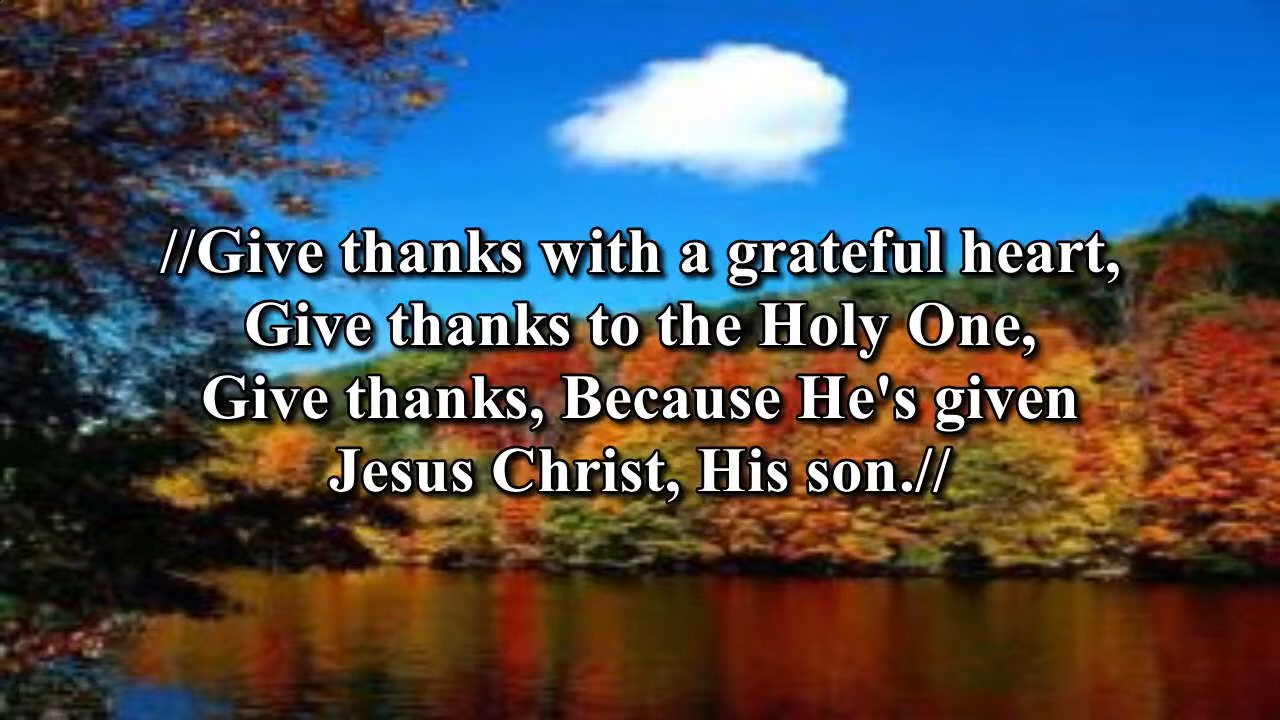 //Give thanks with a grateful heart,
Give thanks to the Holy One,
Give thanks, Because He's given
Jesus Christ, His son.//